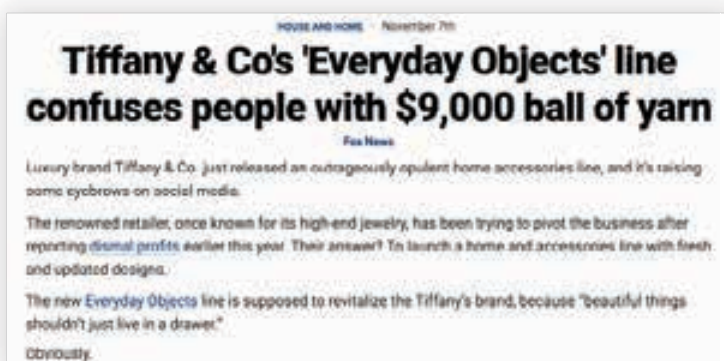 HOUSE AND HOME · November 7th
Tiffany & Co's 'Everyday Objects' line
confuses people with $9,000 ball of yarn
Fox News
Luxury brand Tiffany & Co. just released an outrageously opulent home accessories line, and it's raising
some eyebrows on social media.
The renowned retailer, once known for its high-end jewelry, has been trying to pivot the business after
reporting dismal profits earlier this year. Their answer? To launch a home and accessories line with fresh
and updated designs.
The new Everyday Objects line is supposed to revitalize the Tiffany's brand, because "beautiful things
shouldn't just live in a drawer."
Obviously.